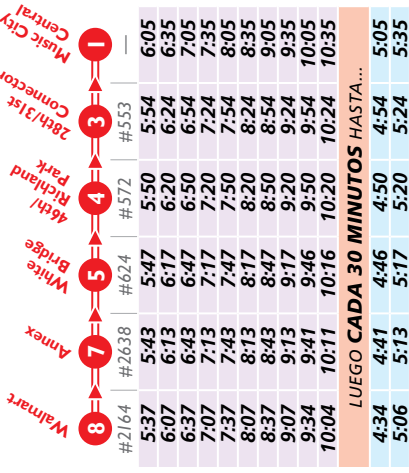 Walmart
Annex
White
Bridge
46th/
Richland
Park
28th/31st
Connector
Music City
Central
8 7 5 4 3 1
#2164 #2638 #624 #572 #553 —
5:37 5:43 5:47 5:50 5:54 6:05
6:07 6:13 6:17 6:20 6:24 6:35
6:37 6:43 6:47 6:50 6:54 7:05
7:07 7:13 7:17 7:20 7:24 7:35
7:37 7:43 7:47 7:50 7:54 8:05
8:07 8:13 8:17 8:20 8:24 8:35
8:37 8:43 8:47 8:50 8:54 9:05
9:07 9:13 9:17 9:20 9:24 9:35
9:34 9:41 9:46 9:50 9:54 10:05
10:04 10:11 10:16 10:20 10:24 10:35
LUEGO CADA 30 MINUTOS HASTA...
4:34 4:41 4:46 4:50 4:54 5:05
5:06 5:13 5:17 5:20 5:24 5:35